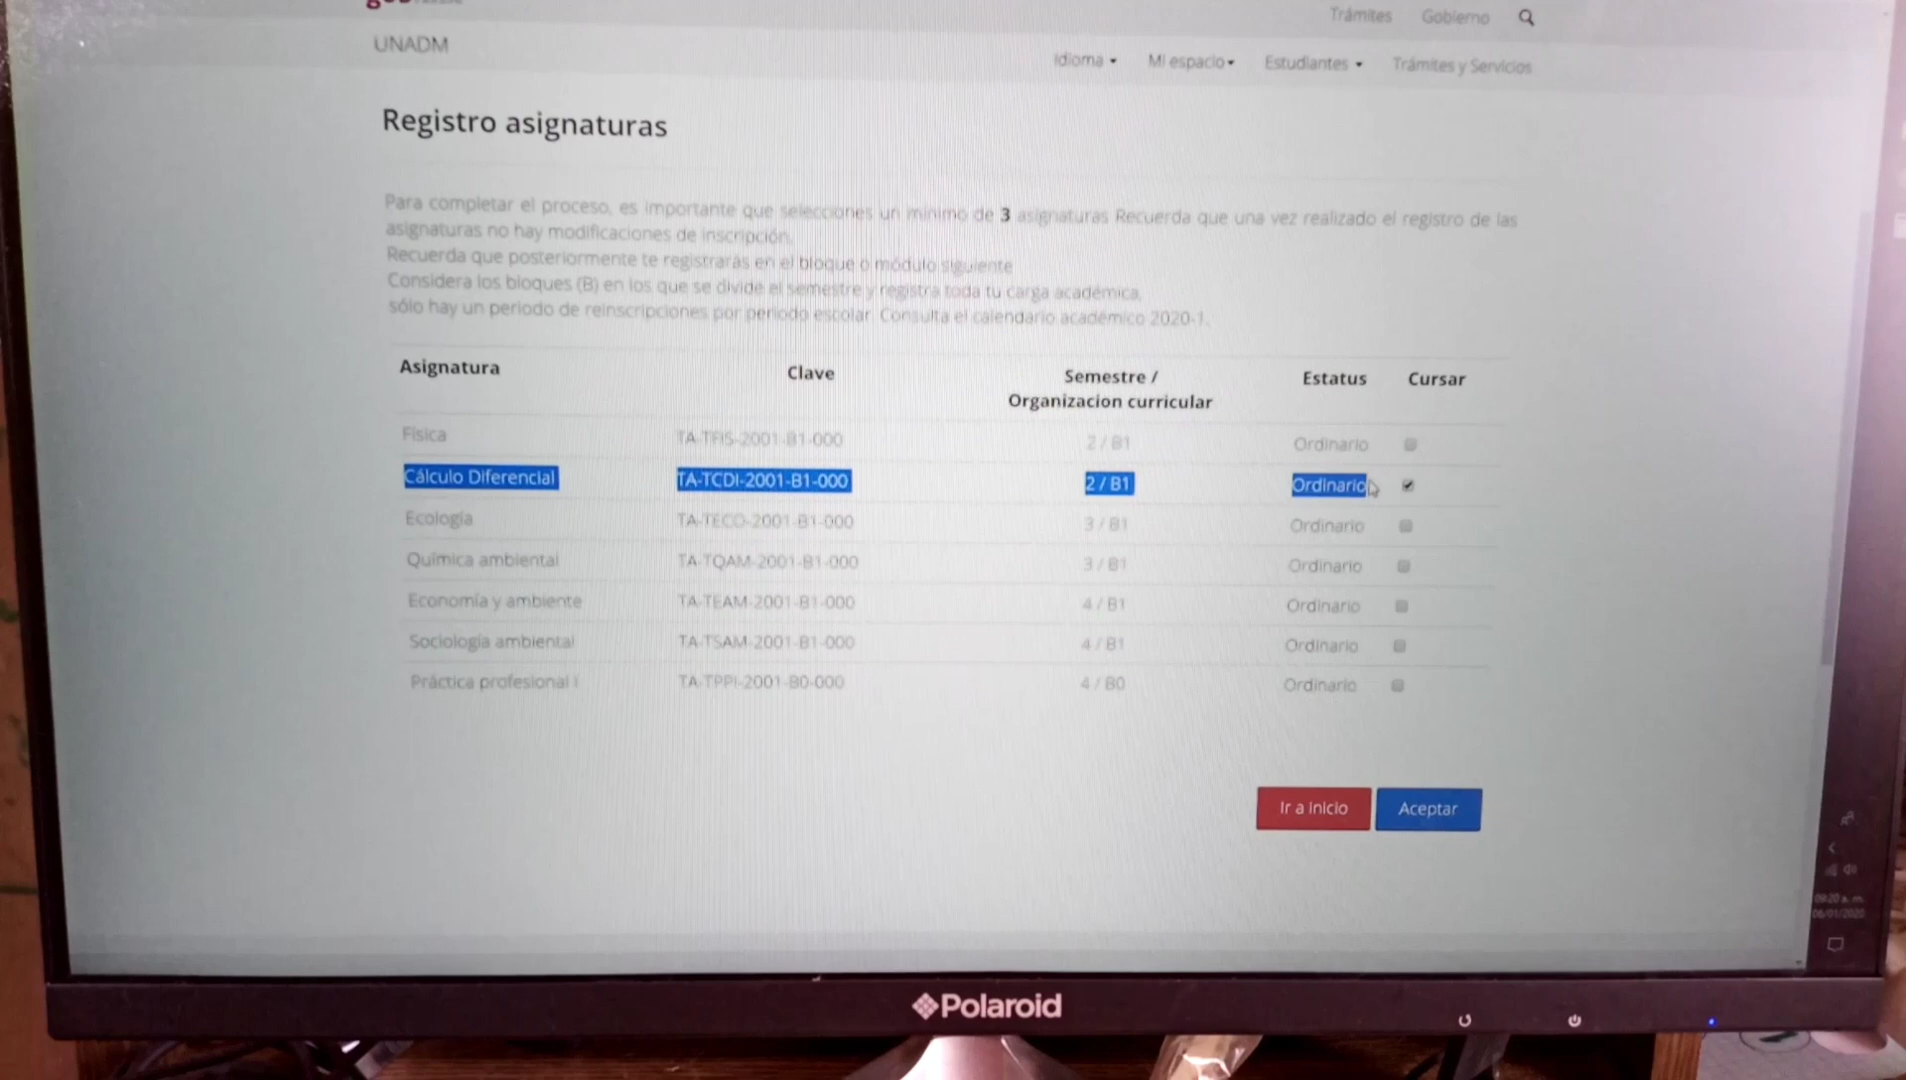 Trámites Gobierno
UNADM
Idioma Mi espacio Estudiantes Trámites y Servicios
Registro asignaturas
Para completar el proceso, es importante que selecciones un mínimo de 3 asignaturas Recuerda que una vez realizado el registro de las
asignaturas no hay modificaciones de inscripción.
Recuerda que posteriormente te registrarás en el bloque o módulo siguiente
Considera los bloques (B) en los que se divide el semestre y registra toda tu carga académica,
sólo hay un periodo de reinscripciones por periodo escolar. Consulta el calendario académico 2020-1.
Asignatura Clave Semestre / Estatus Cursar
Organizacion curricular
Física TA-TFIS-2001-B1-000 2 / B1 Ordinario
Cálculo Diferencial TA-TCDI-2001-B1-000 2 / B1 Ordinario
Ecología TA-TECO-2001-B1-000 3 / B1 Ordinario
Química ambiental TA-TQAM-2001-B1-000 3 / B1 Ordinario
Economía y ambiente TA-TEAM-2001-B1-000 4 / B1 Ordinario
Sociología ambiental TA-TSAM-2001-B1-000 4 / B1 Ordinario
Práctica profesional I TA-TPPI-2001-B0-000 4 / B0 Ordinario
Ir a inicio Aceptar
09:20 a. m.
06/01/2020
Polaroid